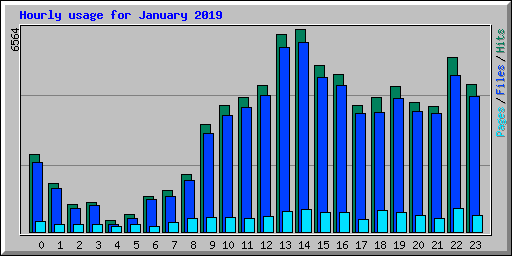 Hourly usage for January 2019
6564
Pages/Files/Hits
0 1 2 3 4 5 6 7 8 9 10 11 12 13 14 15 16 17 18 19 20 21 22 23